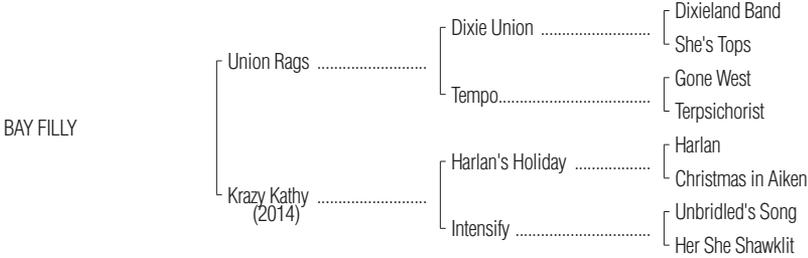 Dixieland Band
Dixie Union ..........................
She's Tops
Union Rags ..........................
Gone West
Tempo....................................
Terpsichorist
BAY FILLY
Harlan
Harlan's Holiday ..................
Christmas in Aiken
Krazy Kathy ..........................
(2014)
Unbridled's Song
Intensify ................................
Her She Shawklit